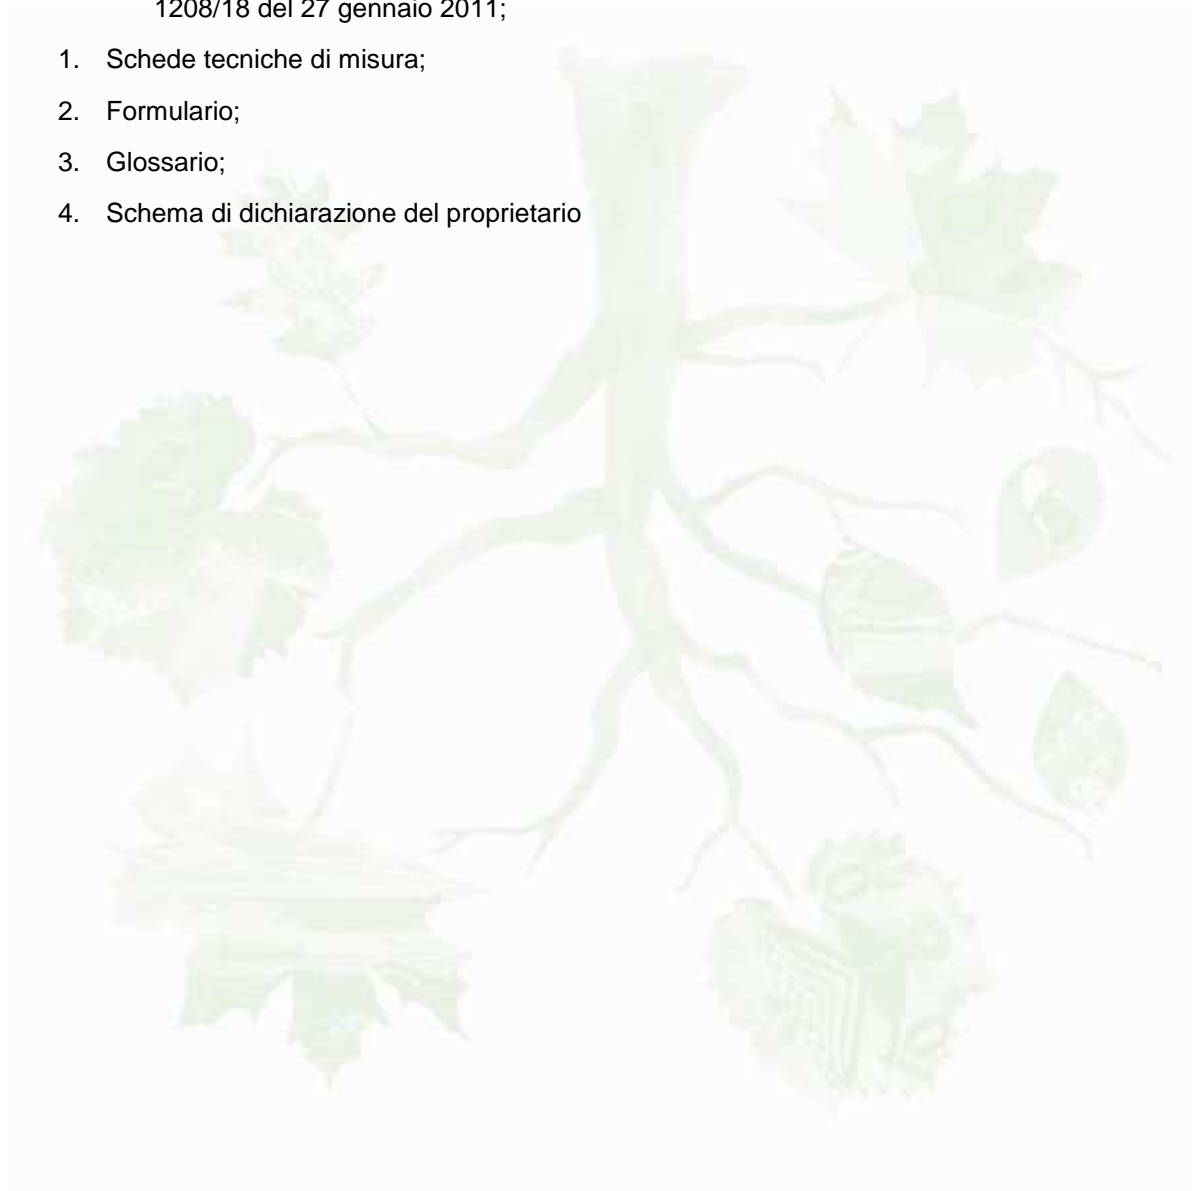 1208/18 del 27 gennaio 2011;
1. Schede tecniche di misura;
2. Formulario;
3. Glossario;
4. Schema di dichiarazione del proprietario